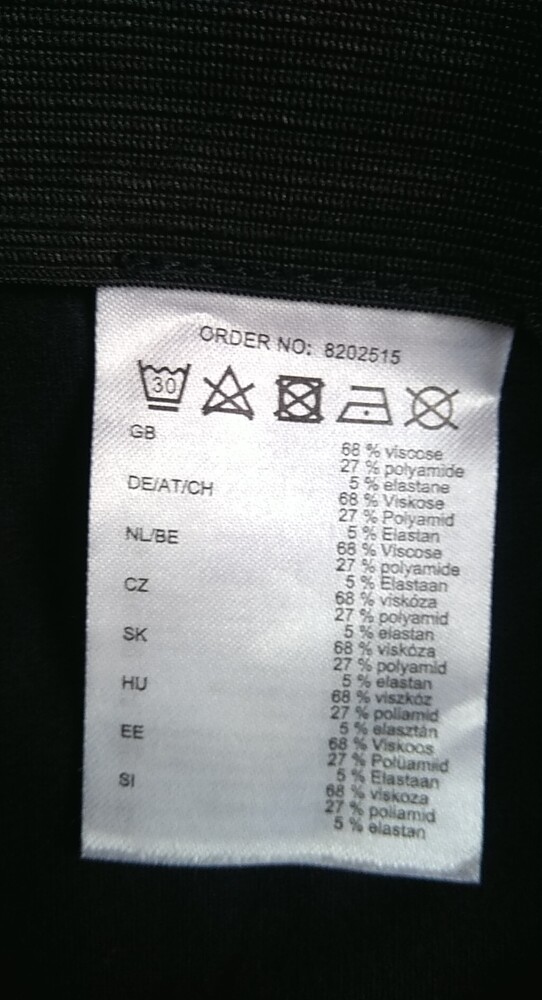 ORDER NO: 8202515
30
GB
68 % viscose
27 % polyamide
5 % elastane
DE/AT/CH
68 % Viskose
27 % Polyamid
5 % Elastan
NL/BE
68 % Viscose
27 % polyamide
5 % Elastaan
CZ
68 % viskóza
27 % polyamid
5 % elastan
SK
68 % viskóza
27 % polyamid
5 % elastan
HU
68 % viszkóz
27 % poliamid
5 % elasztán
EE
68 % Viskoos
27 % Polüamiid
5 % Elastaan
SI
68 % viskoza
27 % poliamid
5 % elastan